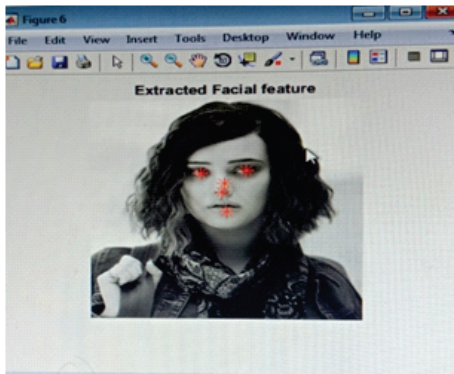 Figure 6
File Edit View Insert Tools Desktop Window Help
Extracted Facial feature